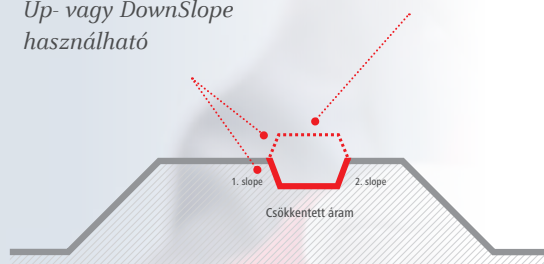 Up- vagy DownSlope
használható
1. slope
2. slope
Csökkentett áram